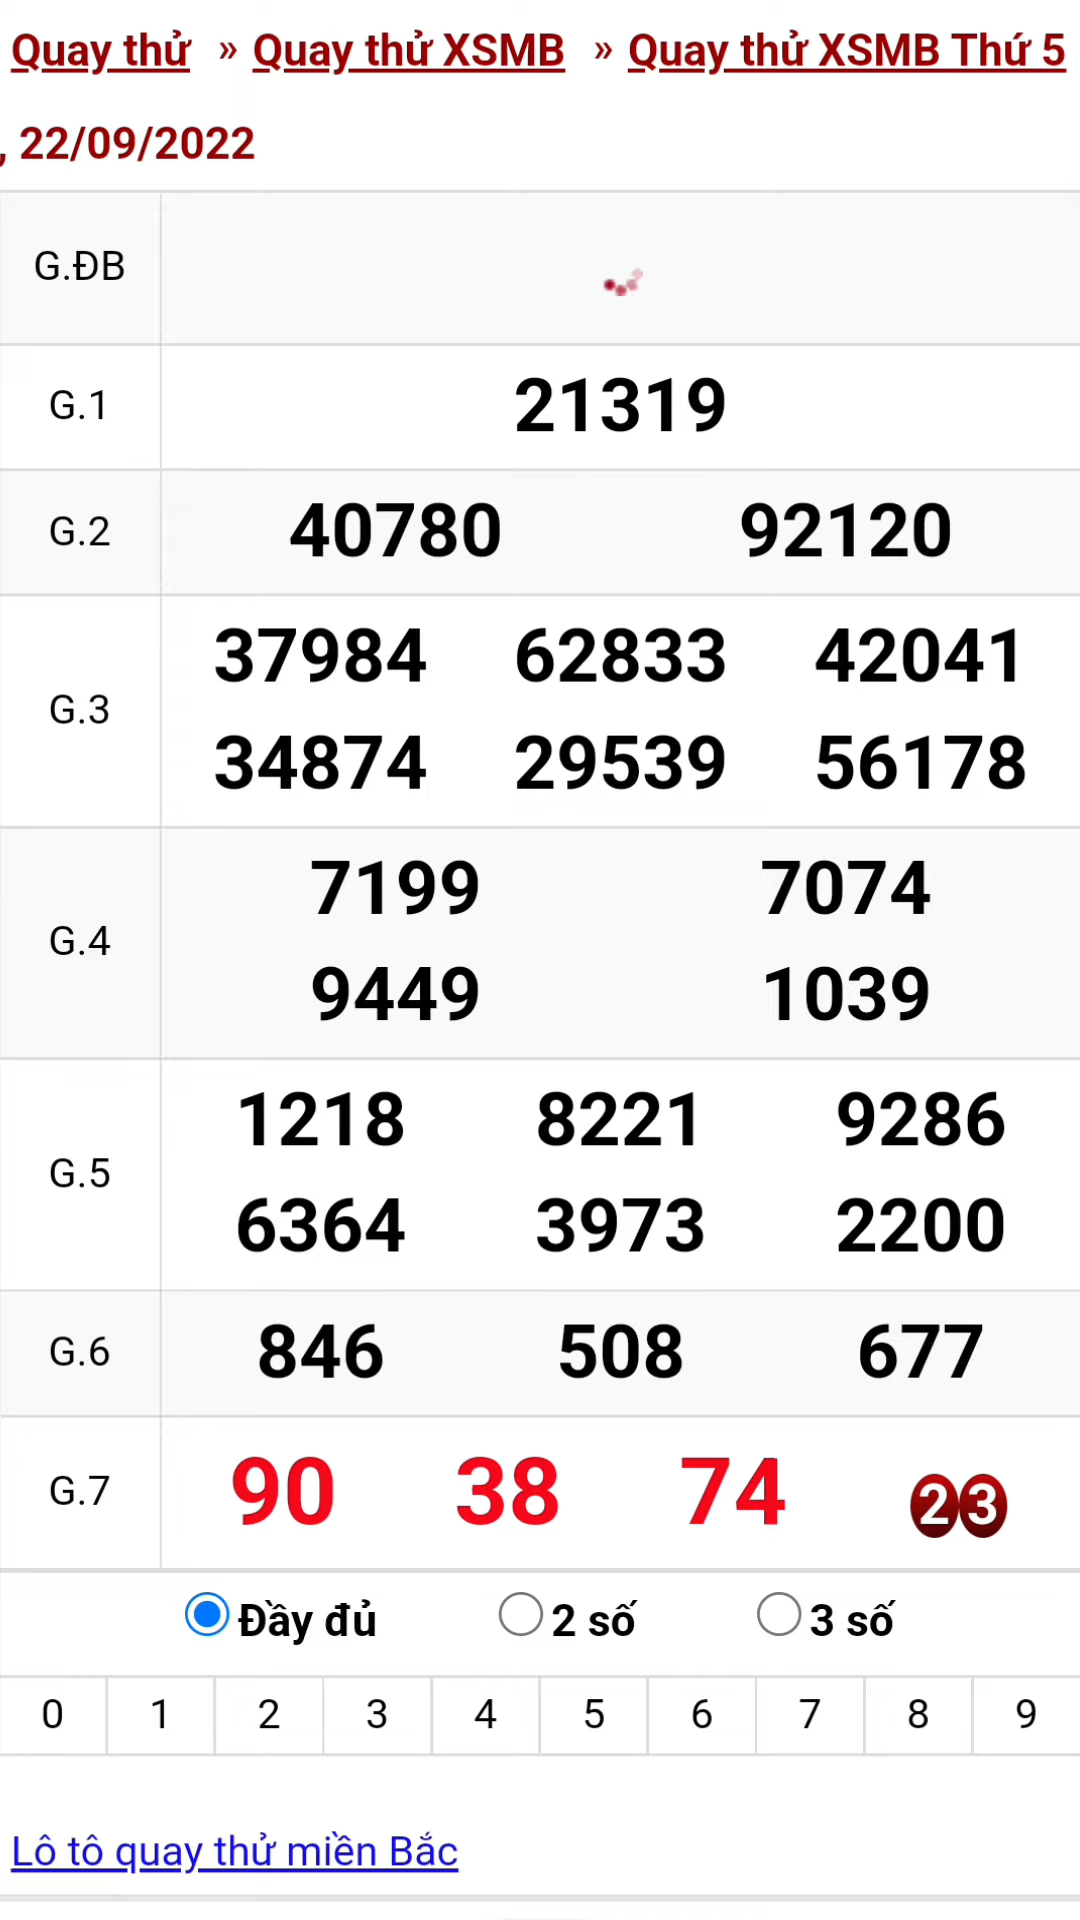 Quay thử » Quay thử XSMB » Quay thử XSMB Thứ 5
, 22/09/2022
G.ĐB
G.1 21319
G.2 40780 92120
G.3 37984 62833 42041
34874 29539 56178
G.4 7199 7074
9449 1039
G.5 1218 8221 9286
6364 3973 2200
G.6 846 508 677
G.7 90 38 74 23
Đầy đủ 2 số 3 số
0 1 2 3 4 5 6 7 8 9
Lô tô quay thử miền Bắc